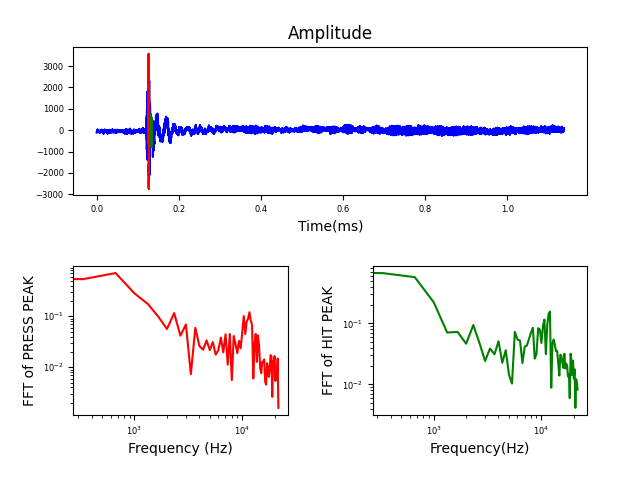 Amplitude
3000
2000
1000
0
−1000
−2000
−3000
0.0 0.2 0.4 0.6 0.8 1.0
Time(ms)
FFT of PRESS PEAK
10⁻¹
10⁻²
10³ 10⁴
Frequency (Hz)
FFT of HIT PEAK
10⁻¹
10⁻²
10³ 10⁴
Frequency(Hz)